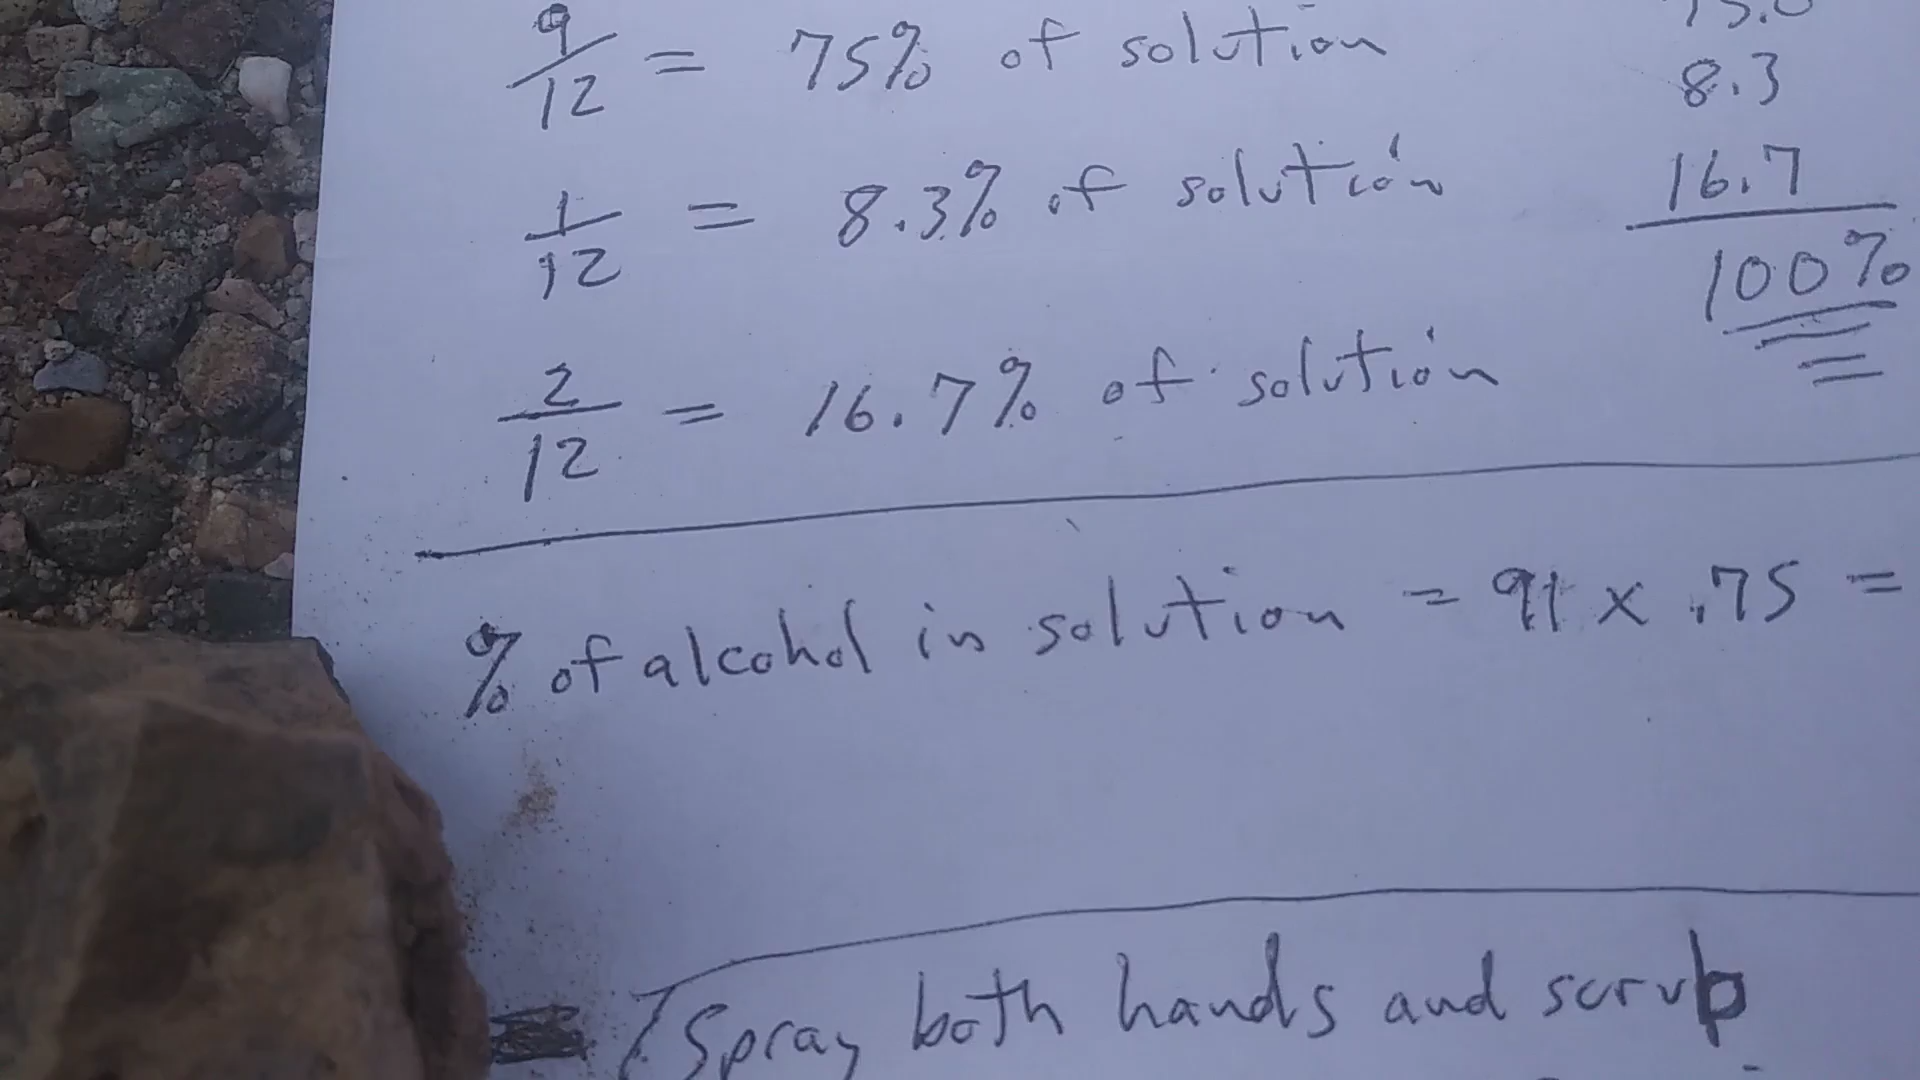 9/12 = 75% of solution
1/12 = 8.3% of solution
2/12 = 16.7% of solution
8.3
16.7
100%
% of alcohol in solution = 91 x .75 =
Spray both hands and scrub